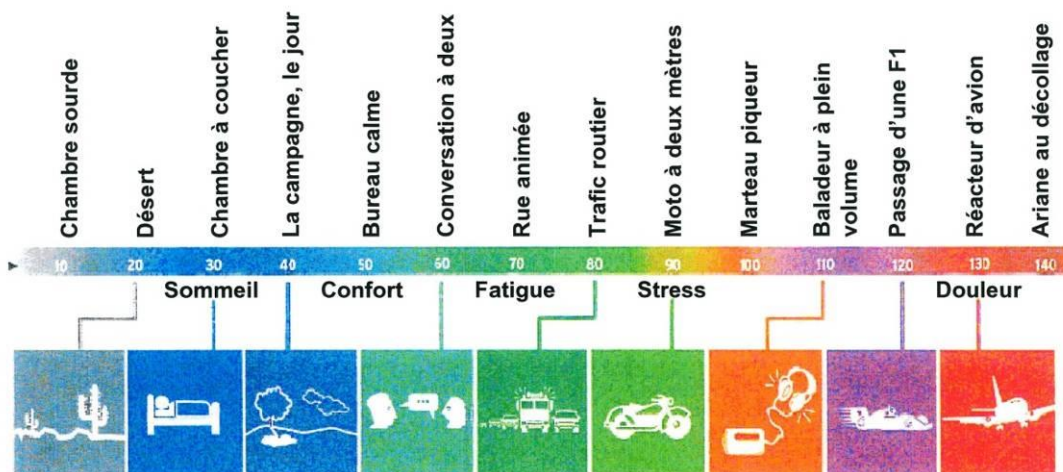 Chambre sourde
Désert
Chambre à coucher
La campagne, le jour
Bureau calme
Conversation à deux
Rue animée
Trafic routier
Moto à deux mètres
Marteau piqueur
Baladeur à plein
volume
Passsage d'une F1
Réacteur d'avion
Ariane au décollage
10 20 30 40 50 60 70 80 90 100 110 120 130 140
Sommeil Confort Fatigue Stress Douleur